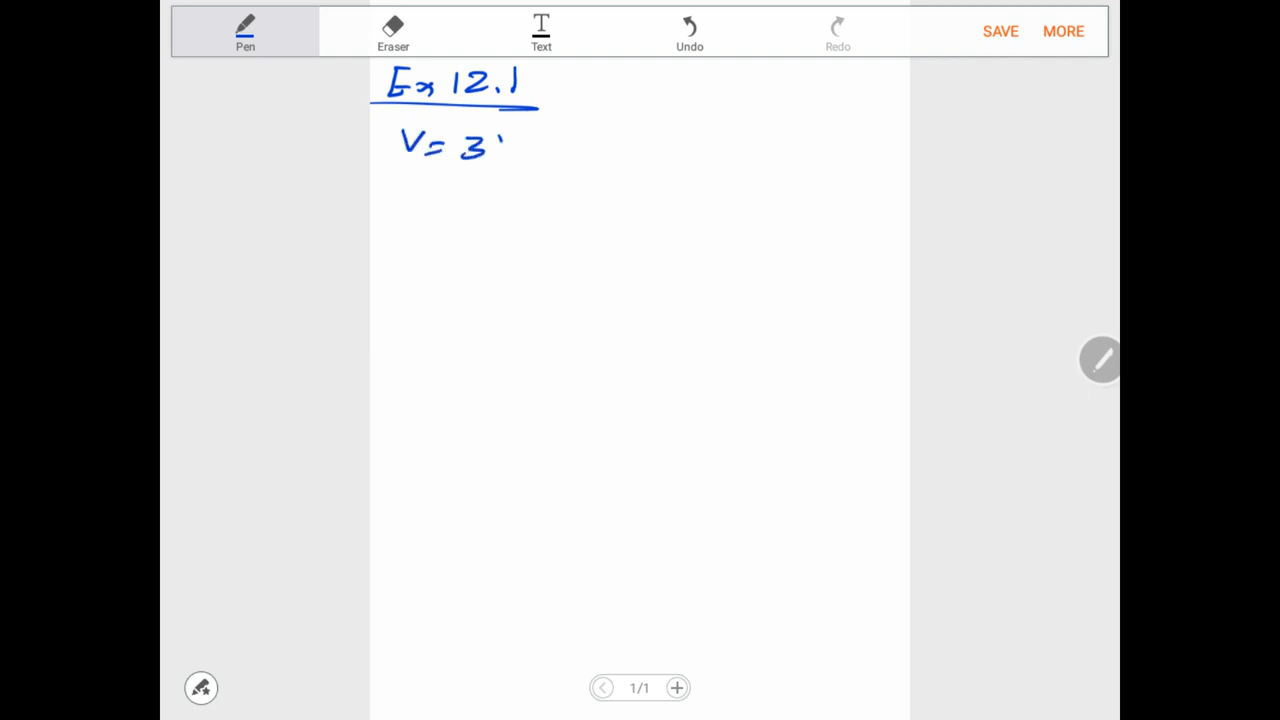 Pen Eraser Text Undo Redo SAVE MORE
Ex 12.1
V = 3
1/1